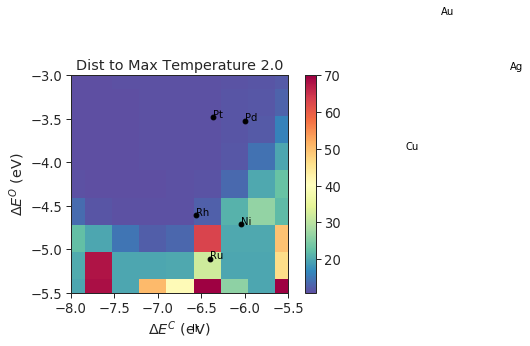 Au
Dist to Max Temperature 2.0
Ag
−3.0
70
−3.5
Pt
Pd
60
Cu
−4.0
50
ΔE^O (eV)
40
−4.5
Rh
Ni
30
−5.0
Ru
20
−5.5
−8.0 −7.5 −7.0 −6.5 −6.0 −5.5
ΔE^C (eV)
Ir